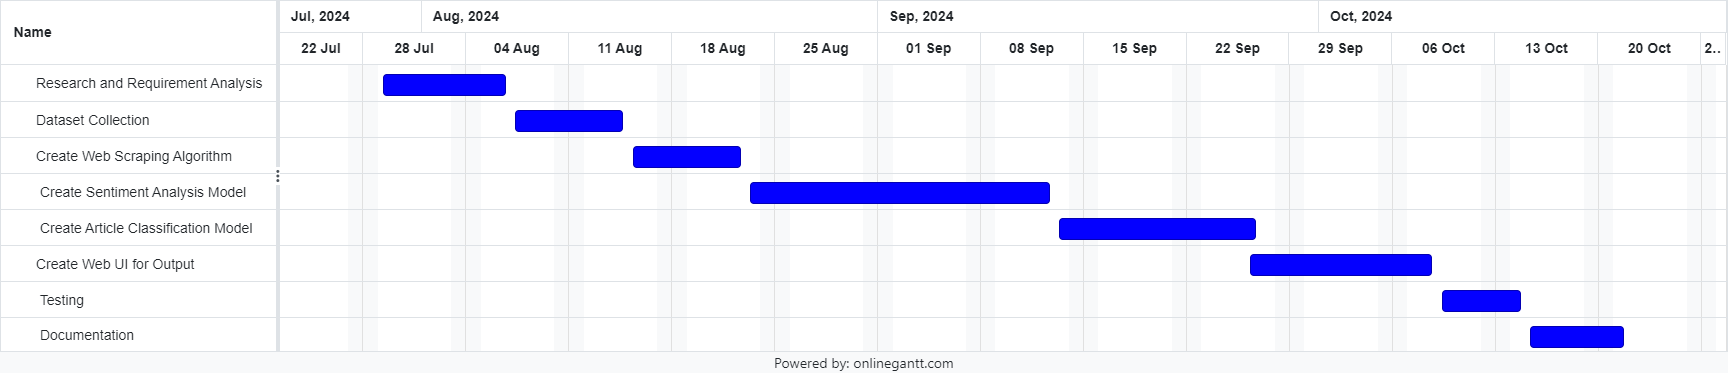 Name
Jul, 2024 Aug, 2024 Sep, 2024 Oct, 2024
22 Jul 28 Jul 04 Aug 11 Aug 18 Aug 25 Aug 01 Sep 08 Sep 15 Sep 22 Sep 29 Sep 06 Oct 13 Oct 20 Oct 2..
Research and Requirement Analysis
Dataset Collection
Create Web Scraping Algorithm
Create Sentiment Analysis Model
Create Article Classification Model
Create Web UI for Output
Testing
Documentation
Powered by: onlinegantt.com